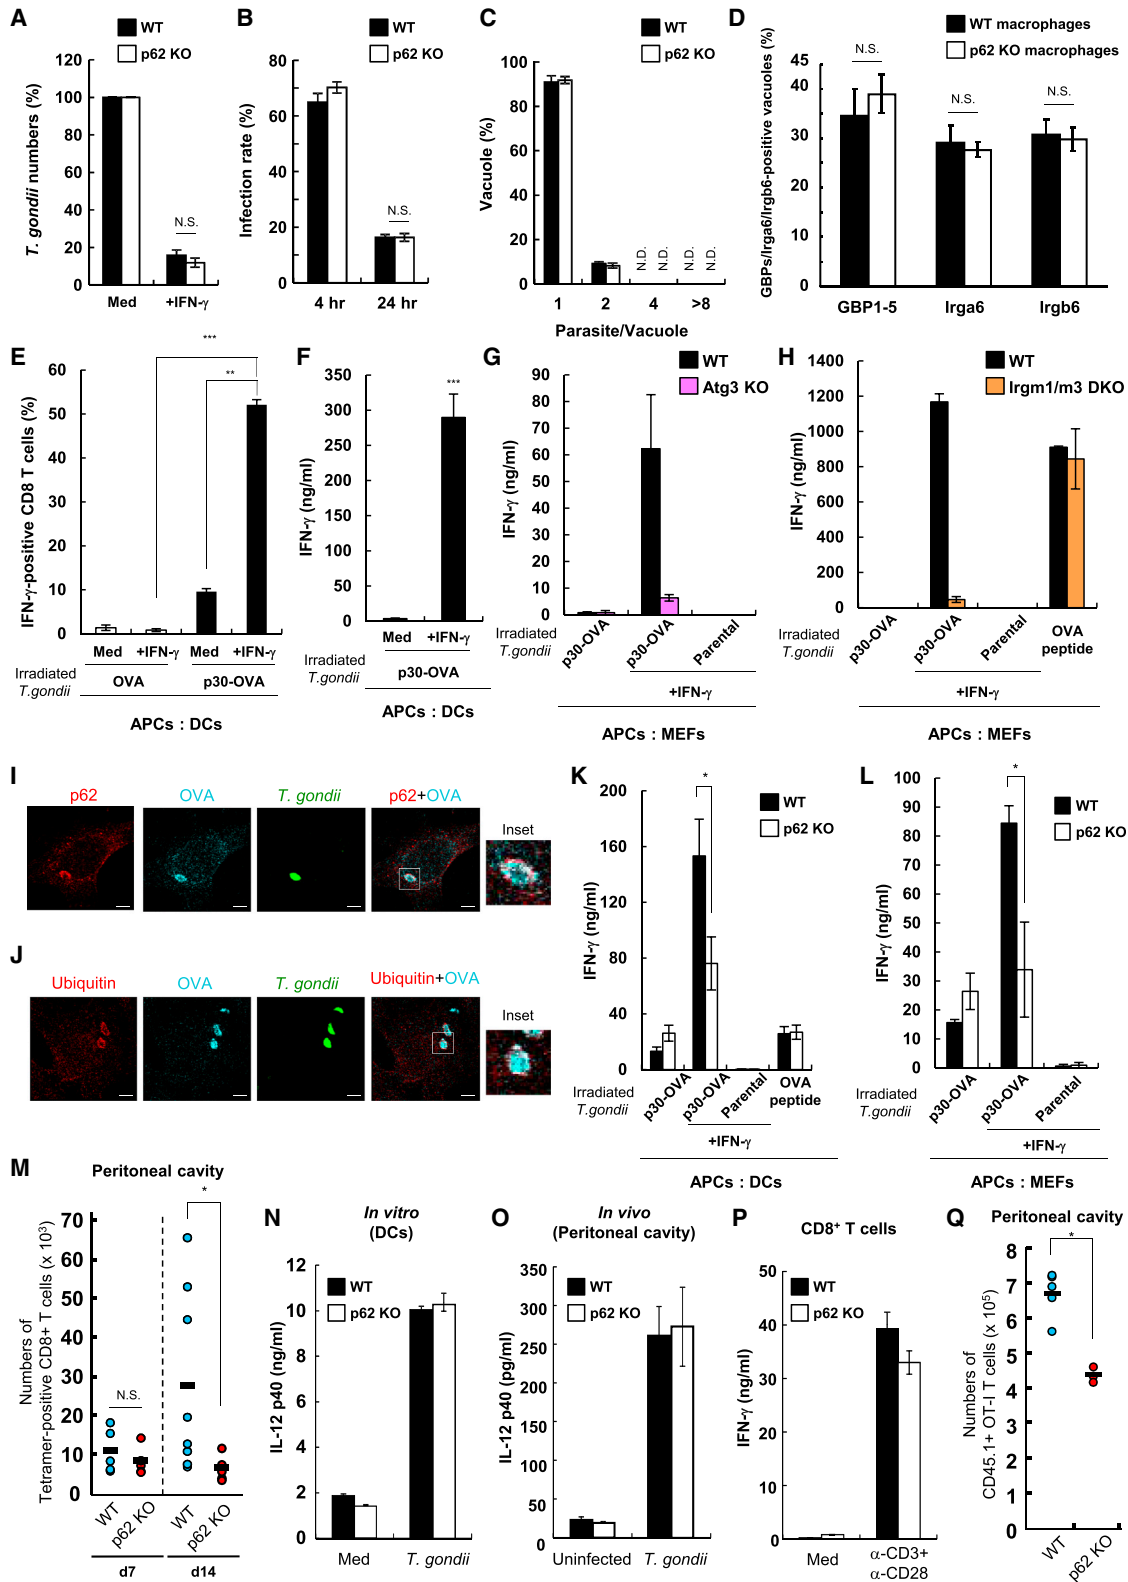 A
WT
p62 KO
T. gondii numbers (%)
120
100
80
60
40
20
0
N.S.
Med
+IFN-γ
B
WT
p62 KO
Infection rate (%)
80
60
40
20
0
N.S.
4 hr
24 hr
C
WT
p62 KO
Vacuole (%)
100
80
60
40
20
0
N.D.
N.D.
N.D.
N.D.
1
2
4
>8
Parasite/Vacuole
D
WT macrophages
p62 KO macrophages
GBPs/Irga6/Irgb6-positive vacuoles (%)
45
40
30
20
10
0
N.S.
N.S.
N.S.
GBP1-5
Irga6
Irgb6
E
IFN-γ-positive CD8 T cells (%)
60
50
40
30
20
10
0
***
**
Med
+IFN-γ
Med
+IFN-γ
Irradiated
T.gondii
OVA
p30-OVA
APCs : DCs
F
IFN-γ (ng/ml)
350
300
250
200
150
100
50
0
***
Med
+IFN-γ
Irradiated
T.gondii
p30-OVA
APCs : DCs
G
WT
Atg3 KO
IFN-γ (ng/ml)
90
80
70
60
50
40
30
20
10
0
Irradiated
T.gondii
p30-OVA
p30-OVA
Parental
+IFN-γ
APCs : MEFs
H
WT
Irgm1/m3 DKO
IFN-γ (ng/ml)
1400
1200
1000
800
600
400
200
0
Irradiated
T.gondii
p30-OVA
p30-OVA
Parental
OVA
peptide
+IFN-γ
APCs : MEFs
I
p62
OVA
T. gondii
p62+OVA
Inset
J
Ubiquitin
OVA
T. gondii
Ubiquitin+OVA
Inset
K
WT
p62 KO
IFN-γ (ng/ml)
200
160
120
80
40
0
*
Irradiated
T.gondii
p30-OVA
p30-OVA
Parental
OVA
peptide
+IFN-γ
APCs : DCs
L
WT
p62 KO
IFN-γ (ng/ml)
100
90
80
70
60
50
40
30
20
10
0
*
Irradiated
T.gondii
p30-OVA
p30-OVA
Parental
+IFN-γ
APCs : MEFs
M
Peritoneal cavity
Numbers of
Tetramer-positive CD8+ T cells (x 10³)
70
60
50
40
30
20
10
0
N.S.
*
WT
p62 KO
WT
p62 KO
d7
d14
N
In vitro
(DCs)
WT
p62 KO
IL-12 p40 (ng/ml)
12
10
8
6
4
2
0
Med
T. gondii
O
In vivo
(Peritoneal cavity)
WT
p62 KO
IL-12 p40 (pg/ml)
350
300
250
200
150
100
50
0
Uninfected
T. gondii
P
CD8⁺ T cells
WT
p62 KO
IFN-γ (ng/ml)
50
40
30
20
10
0
Med
α-CD3+
α-CD28
Q
Peritoneal cavity
Numbers of
CD45.1+ OT-I T cells (x 10⁵)
8
7
6
5
4
3
2
1
0
*
WT
p62 KO